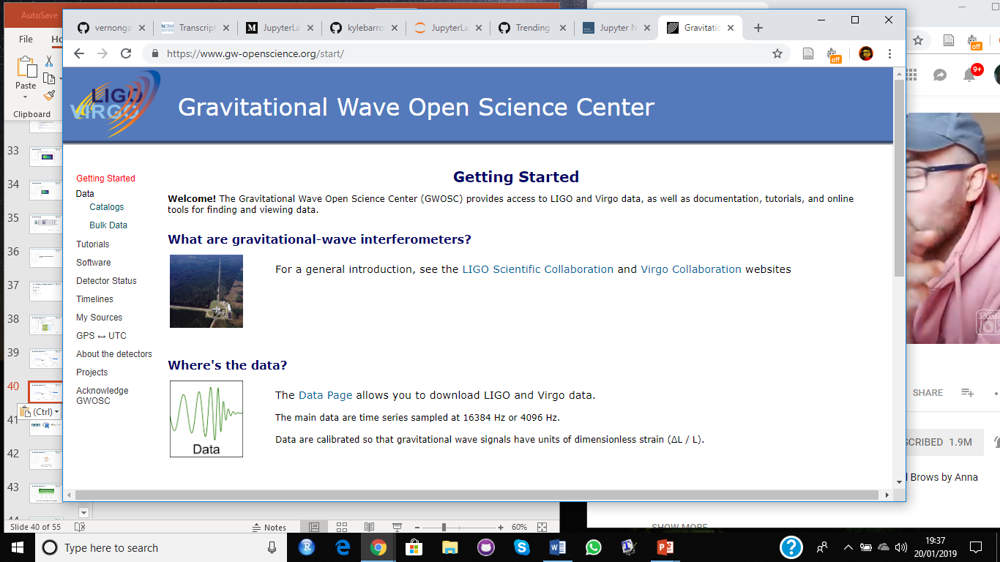 AutoSave
File
Ho
Paste
Clipboard
33
34
35
36
37
38
39
40
(Ctrl)
41
42
43
Slide 40 of 55
Notes
60%
vernonga
Transcript
JupyterLa
kylebarro
JupyterLa
Trending
Jupyter N
Gravitatio
https://www.gw-openscience.org/start/
off
LIGO
VIRGO
Gravitational Wave Open Science Center
Getting Started
Data
Catalogs
Bulk Data
Tutorials
Software
Detector Status
Timelines
My Sources
GPS ↔ UTC
About the detectors
Projects
Acknowledge
GWOSC
Getting Started
Welcome! The Gravitational Wave Open Science Center (GWOSC) provides access to LIGO and Virgo data, as well as documentation, tutorials, and online
tools for finding and viewing data.
What are gravitational-wave interferometers?
For a general introduction, see the LIGO Scientific Collaboration and Virgo Collaboration websites
Where's the data?
Data
The Data Page allows you to download LIGO and Virgo data.
The main data are time series sampled at 16384 Hz or 4096 Hz.
Data are calibrated so that gravitational wave signals have units of dimensionless strain (ΔL / L).
off
9+
SHARE
SCRIBED 1.9M
l Brows by Anna
SHOW MORE
Type here to search
19:37
20/01/2019